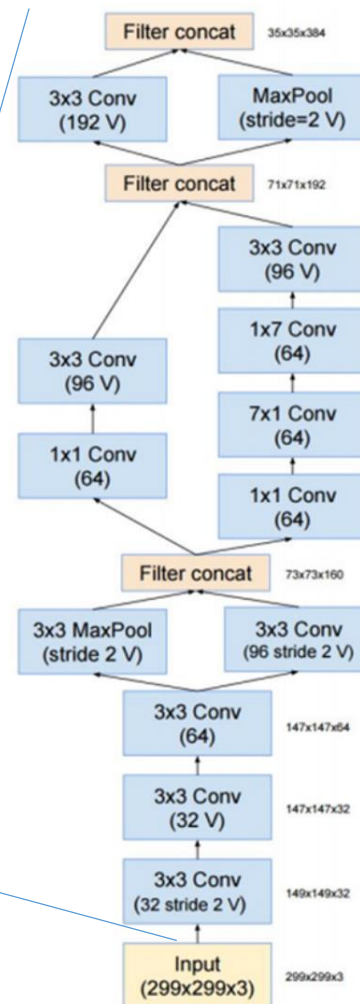 Filter concat 35x35x384
3x3 Conv
(192 V)
MaxPool
(stride=2 V)
Filter concat 71x71x192
3x3 Conv
(96 V)
1x7 Conv
(64)
3x3 Conv
(96 V)
7x1 Conv
(64)
1x1 Conv
(64)
1x1 Conv
(64)
Filter concat 73x73x160
3x3 MaxPool
(stride 2 V)
3x3 Conv
(96 stride 2 V)
3x3 Conv
(64)
147x147x64
3x3 Conv
(32 V)
147x147x32
3x3 Conv
(32 stride 2 V)
149x149x32
Input
(299x299x3)
299x299x3